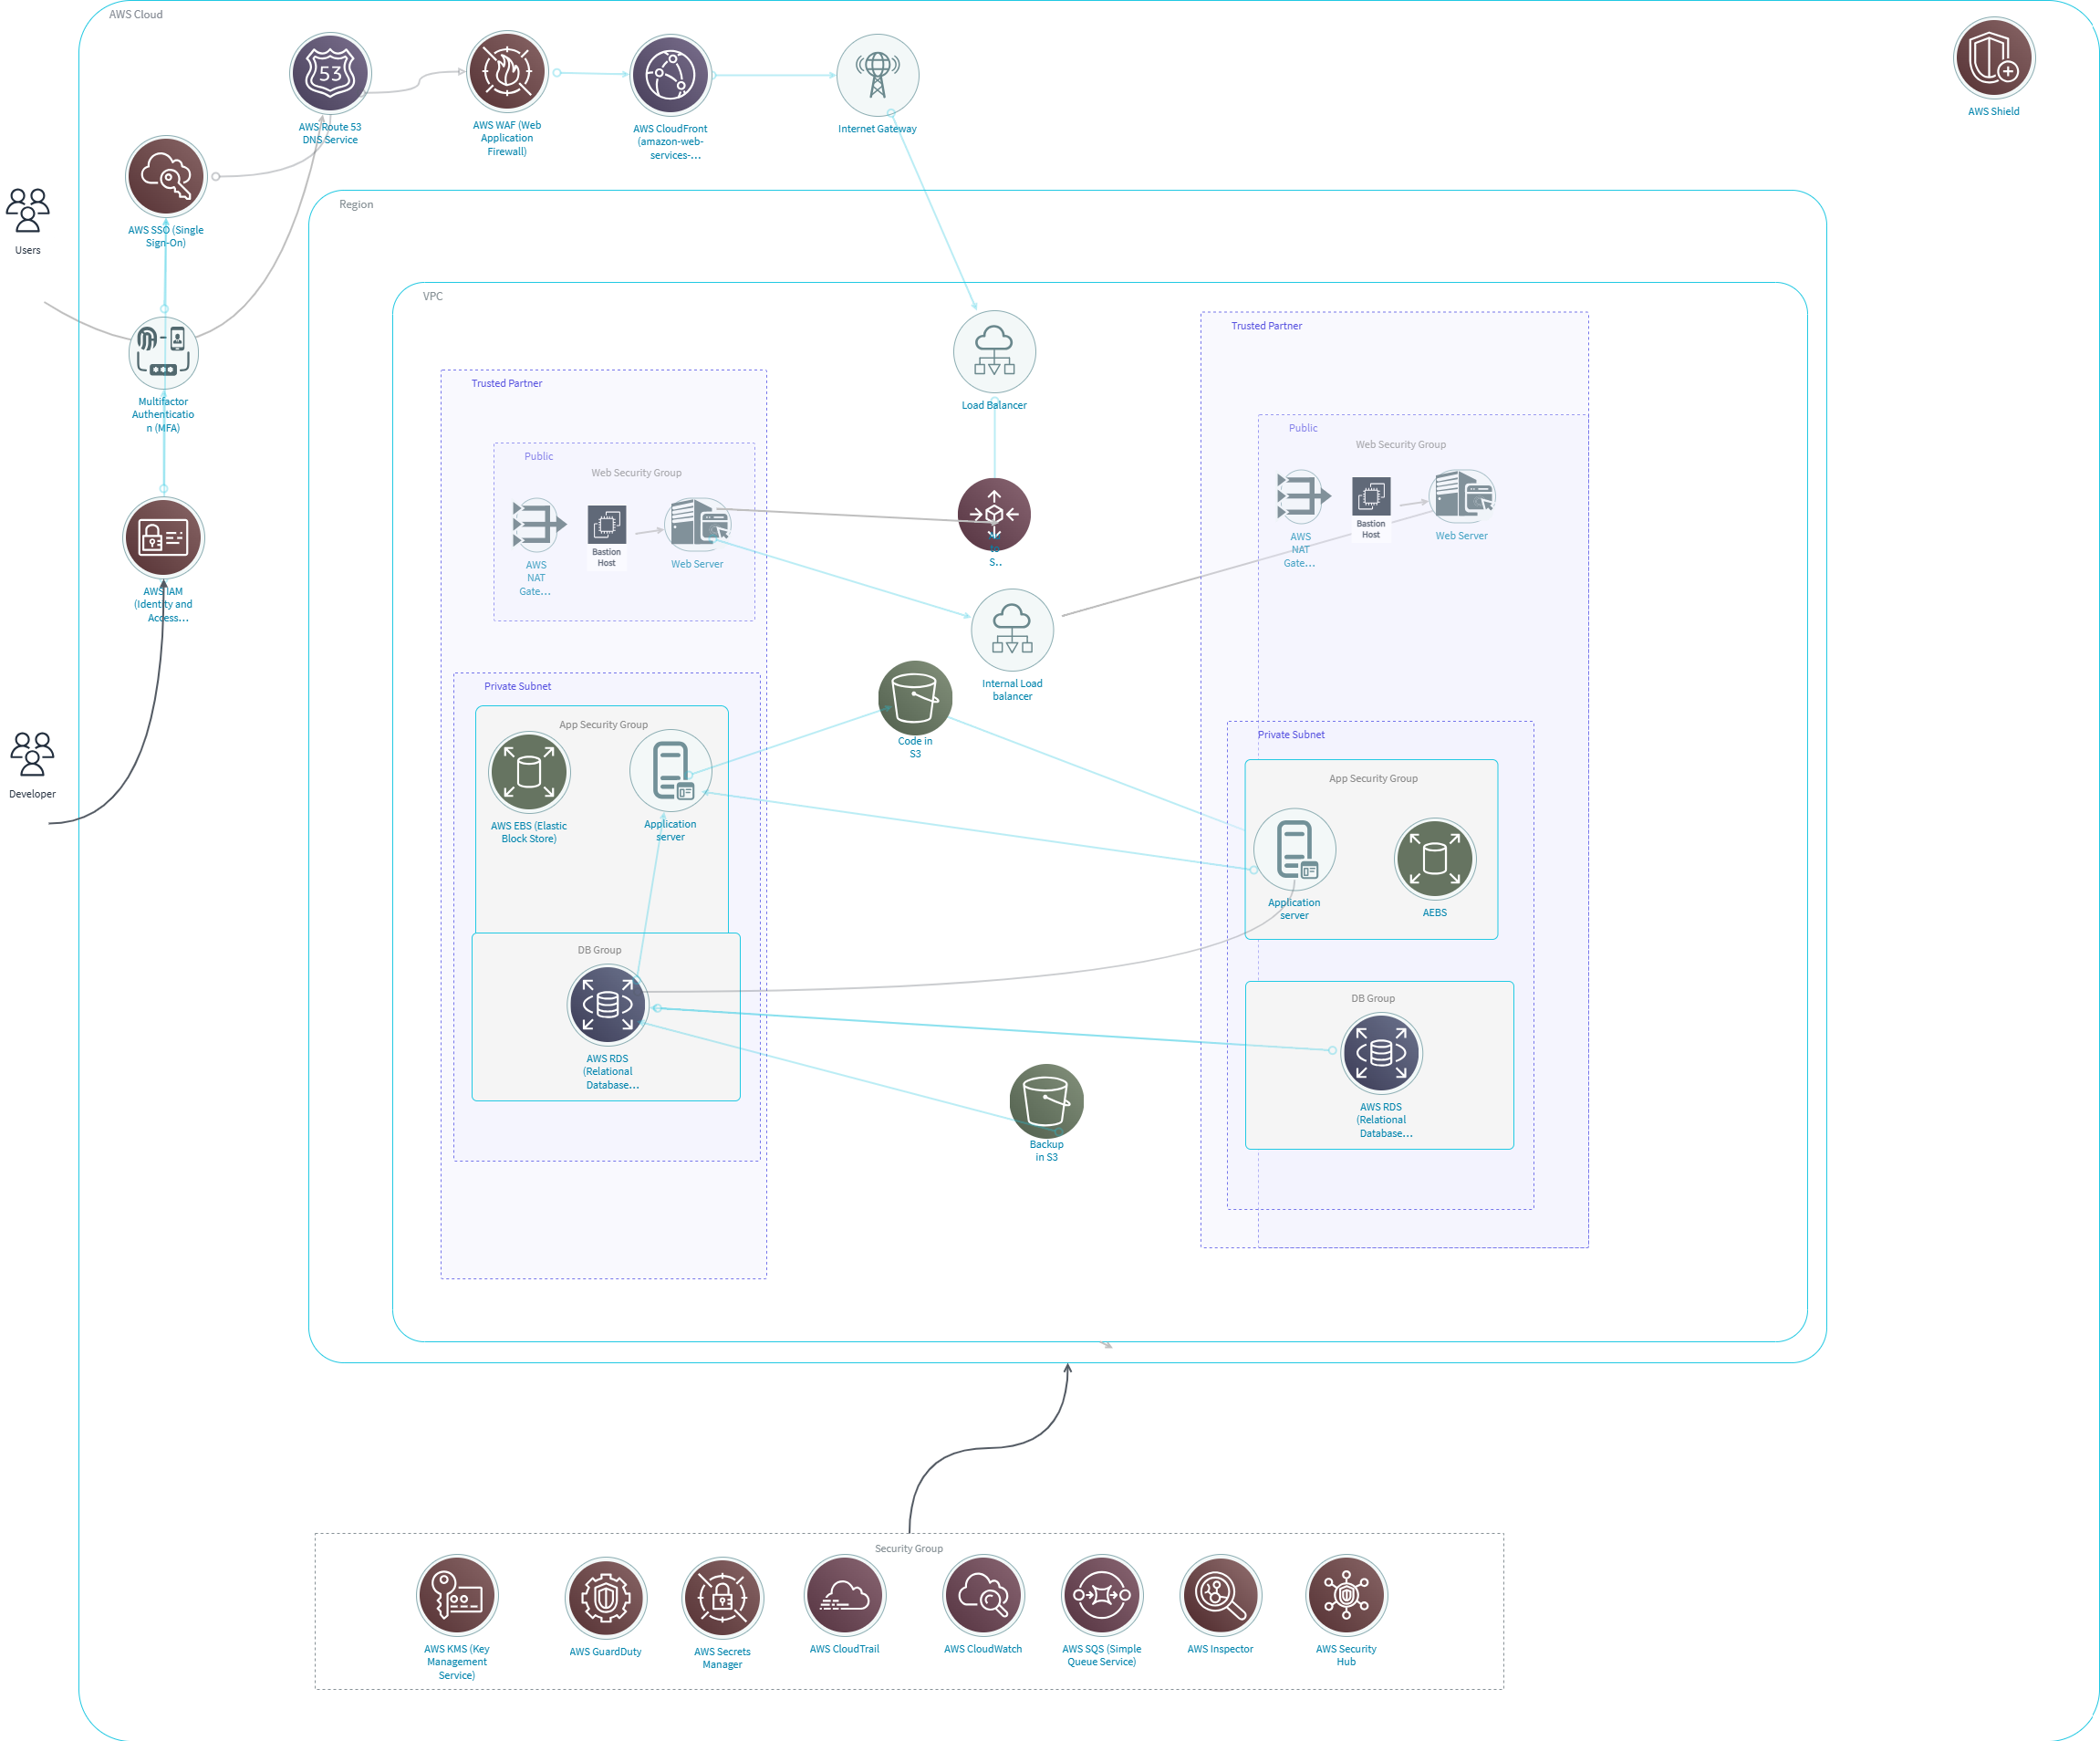 AWS Cloud
53
AWS Route 53
DNS Service
AWS WAF (Web
Application
Firewall)
AWS CloudFront
(amazon-web-
services-...
Internet Gateway
AWS Shield
AWS SSO (Single
Sign-On)
Users
Region
VPC
Multifactor
Authenticatio
n (MFA)
AWS IAM
(Identity and
Access...
Developer
Load Balancer
Trusted Partner
Public
Web Security Group
AWS
NAT
Gate...
Bastion
Host
Web Server
S..
Internal Load
balancer
Trusted Partner
Public
Web Security Group
AWS
NAT
Gate...
Bastion
Host
Web Server
Private Subnet
App Security Group
AWS EBS (Elastic
Block Store)
Application
server
Code in
S3
DB Group
AWS RDS
(Relational
Database...
Backup
in S3
Private Subnet
App Security Group
Application
server
AEBS
DB Group
AWS RDS
(Relational
Database...
Security Group
AWS KMS (Key
Management
Service)
AWS GuardDuty
AWS Secrets
Manager
AWS CloudTrail
AWS CloudWatch
AWS SQS (Simple
Queue Service)
AWS Inspector
AWS Security
Hub